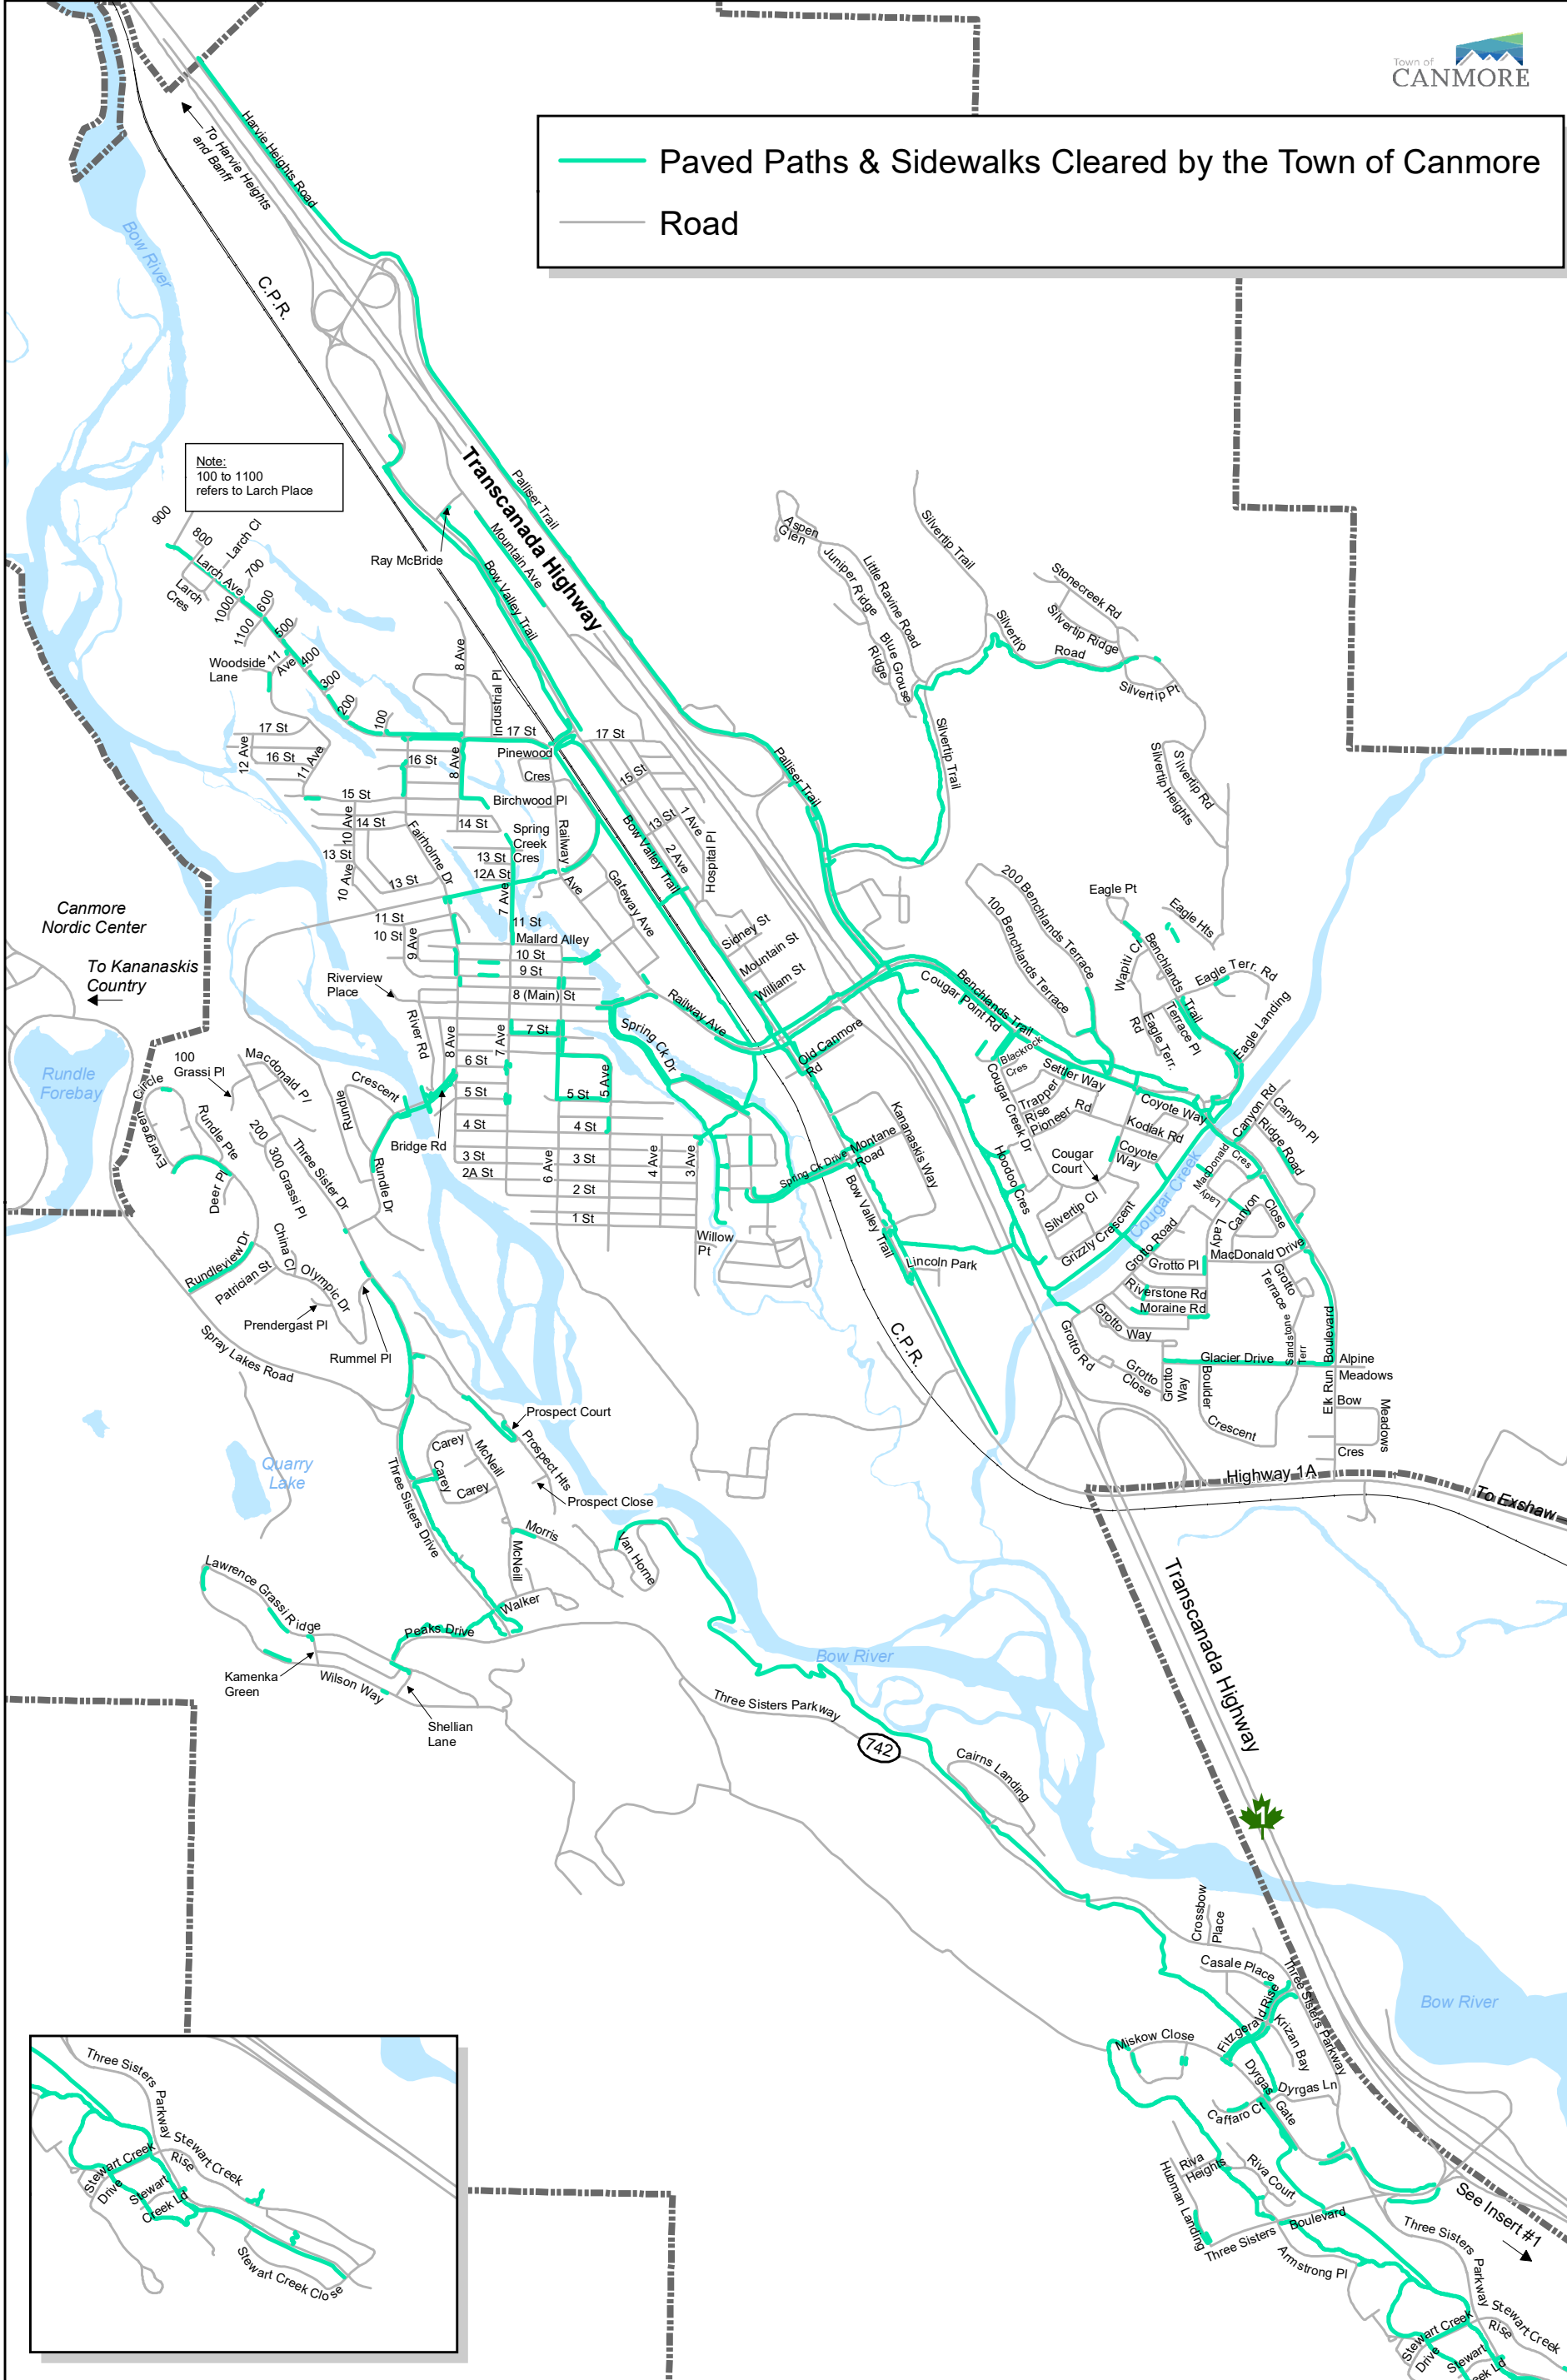 Town of
CANMORE
Paved Paths & Sidewalks Cleared by the Town of Canmore
Road
Harvie Heights Road
To Harvie Heights
and Banff
Bow River
C.P.R.
Note:
100 to 1100
refers to Larch Place
Transcanada Highway
Palliser Trail
Mountain Ave
Ray McBride
Bow Valley Trail
900
800
Larch Cl
Larch Ave
700
Larch
Cres
1000
600
1100
500
11
Ave
400
Woodside
Lane
300
200
100
8 Ave
Industrial Pl
17 St
17 St
17 St
12 Ave
16 St
11 Ave
16 St
8 Ave
Pinewood
Cres
15 St
15 St
Birchwood Pl
10 Ave
14 St
14 St
Fairholme Dr
Spring
Creek
Cres
Railway
Ave
13 St
13 St
12A St
13 St
10 Ave
Bow Valley Trail
13 St
1 Ave
2 Ave
Hospital Pl
Gateway Ave
7 Ave
11 St
11 St
10 St
9 Ave
Mallard Alley
10 St
9 St
8 (Main) St
Sidney St
Mountain St
William St
Canmore
Nordic Center
To Kananaskis
Country
Riverview
Place
River Rd
8 Ave
7 Ave
7 St
6 St
5 St
5 St
5 Ave
4 St
4 St
3 St
3 St
2A St
2 St
1 St
6 Ave
4 Ave
3 Ave
Railway Ave
Spring Ck Dr
Old Canmore
Rd
Rundle
Forebay
100
Grassi Pl
Macdonald Pl
Crescent
Rundle
Bridge Rd
Evergreen
Circle
Rundle Plte
200
300 Grassi Pl
Three Sister Dr
Rundle Dr
Deer Pl
China Cl
Rundleview Dr
Patrician St
Olympic Dr
Prendergast Pl
Rummel Pl
Spray Lakes Road
Willow
Pt
Spring Ck Drive
Montane
Road
Kananaskis Way
Bow Valley Trail
Lincoln Park
C.P.R.
Aspen
Glen
Juniper Ridge
Little Ravine Road
Blue Grouse
Ridge
Silvertip Trail
Silvertip
Road
Stonecreek Rd
Silvertip Ridge
Silvertip Pt
Silvertip Trail
Silvertip Rd
Silvertip Heights
Palliser Trail
200 Benchlands Terrace
100 Benchlands Terrace
Eagle Pt
Eagle Hts
Wapiti Cl
Benchlands
Trail
Eagle Terr. Rd
Terrace Pl
Eagle Terr.
Rd
Eagle Landing
Benchlands Trail
Cougar Point Rd
Blackrock
Cres
Cougar Creek Dr
Settler Way
Trapper
Rise
Pioneer Rd
Coyote Way
Kodiak Rd
Coyote
Way
Cougar
Court
Hoodoo Cres
Silvertip Cl
Grizzly Crescent
Cougar Creek
Canyon Rd
Canyon Pl
Ridge Road
MacDonald
Cres
Lady
Canyon
Close
Lady
MacDonald Drive
Grotto Road
Grotto Pl
Grotto
Terrace
Riverstone Rd
Moraine Rd
Grotto Way
Grotto Rd
Grotto
Close
Grotto
Way
Glacier Drive
Sandstone
Terr
Boulder
Crescent
Elk Run Boulevard
Alpine
Meadows
Bow
Meadows
Cres
Highway 1A
To Exshaw
Quarry
Lake
Prospect Court
Prospect Hts
Prospect Close
Carey
Carey
Carey
McNeill
McNeill
Morris
Van Horne
Three Sisters Drive
Walker
Peaks Drive
Lawrence Grassi
Ridge
Kamenka
Green
Wilson Way
Shellian
Lane
Bow River
Three Sisters Parkway
742
Cairns Landing
Transcanada Highway
1
Crossbow
Place
Casale Place
Three Sisters Parkway
Bow River
Fitzgerald Rise
Krizan Bay
Miskow Close
Dyrgas
Gate
Dyrgas Ln
Caffaro Ct
Riva
Heights
Riva Court
Hubman Landing
Three Sisters
Boulevard
Armstrong Pl
See Insert #1
Three Sisters
Parkway
Stewart Creek
Rise
Stewart Creek
Drive
Stewart
eek Ld
Three Sisters
Parkway
Stewart Creek
Rise
Stewart Creek
Drive
Stewart
Creek Ld
Stewart Creek Close